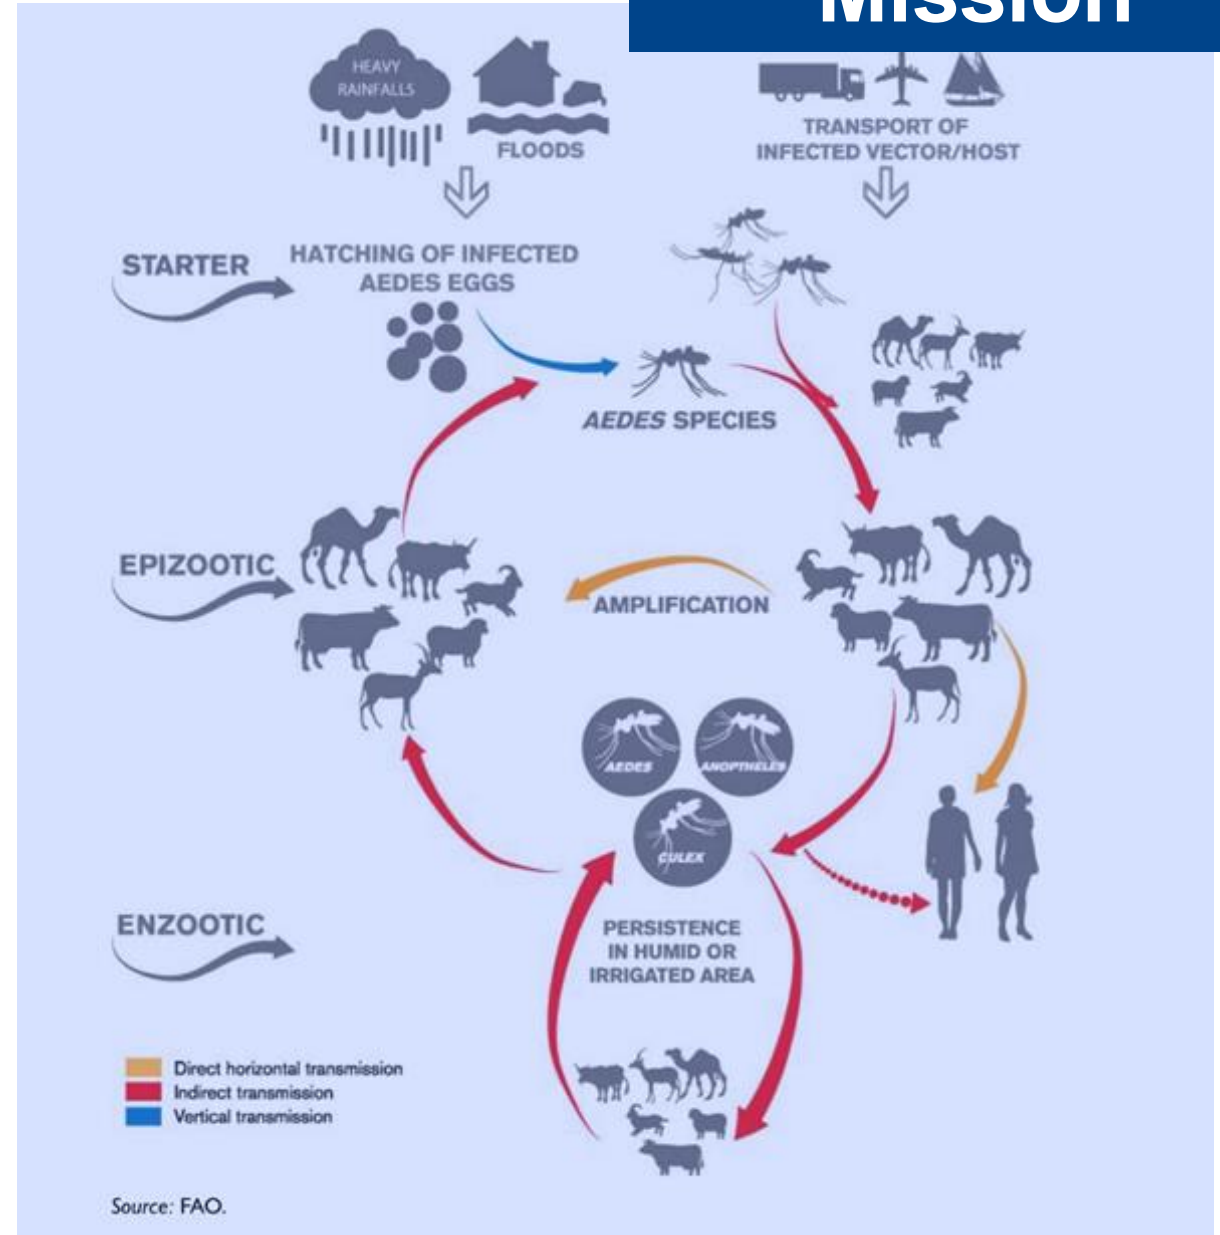 Mission
HEAVY
RAINFALLS
FLOODS
TRANSPORT OF
INFECTED VECTOR/HOST
STARTER
HATCHING OF INFECTED
AEDES EGGS
AEDES SPECIES
EPIZOOTIC
AMPLIFICATION
AEDES
ANOPTHELES
CULEX
ENZOOTIC
PERSISTENCE
IN HUMID OR
IRRIGATED AREA
Direct horizontal transmission
Indirect transmission
Vertical transmission
Source: FAO.